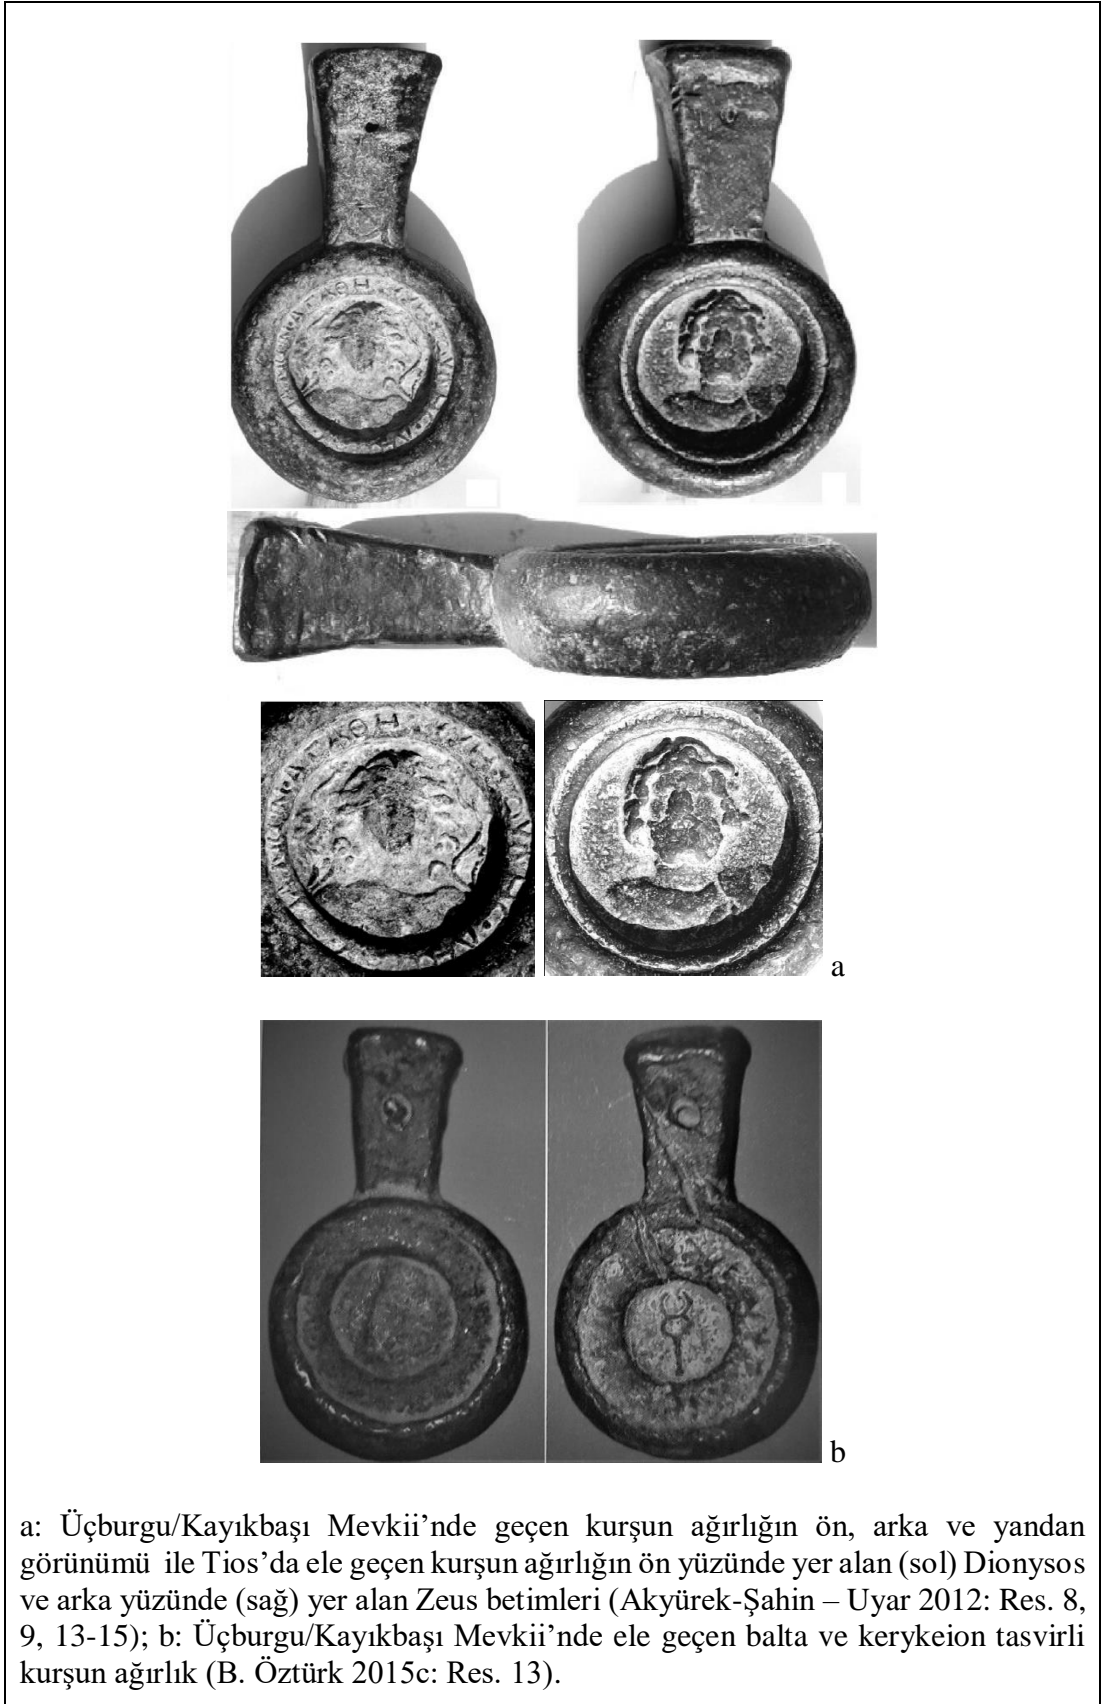 a
b
a: Üçburgu/Kayıkbaşı Mevkii’nde geçen kurşun ağırlığın ön, arka ve yandan
görünümü ile Tios’da ele geçen kurşun ağırlığın ön yüzünde yer alan (sol) Dionysos
ve arka yüzünde (sağ) yer alan Zeus betimleri (Akyürek-Şahin – Uyar 2012: Res. 8,
9, 13-15); b: Üçburgu/Kayıkbaşı Mevkii’nde ele geçen balta ve kerykeion tasvirli
kurşun ağırlık (B. Öztürk 2015c: Res. 13).